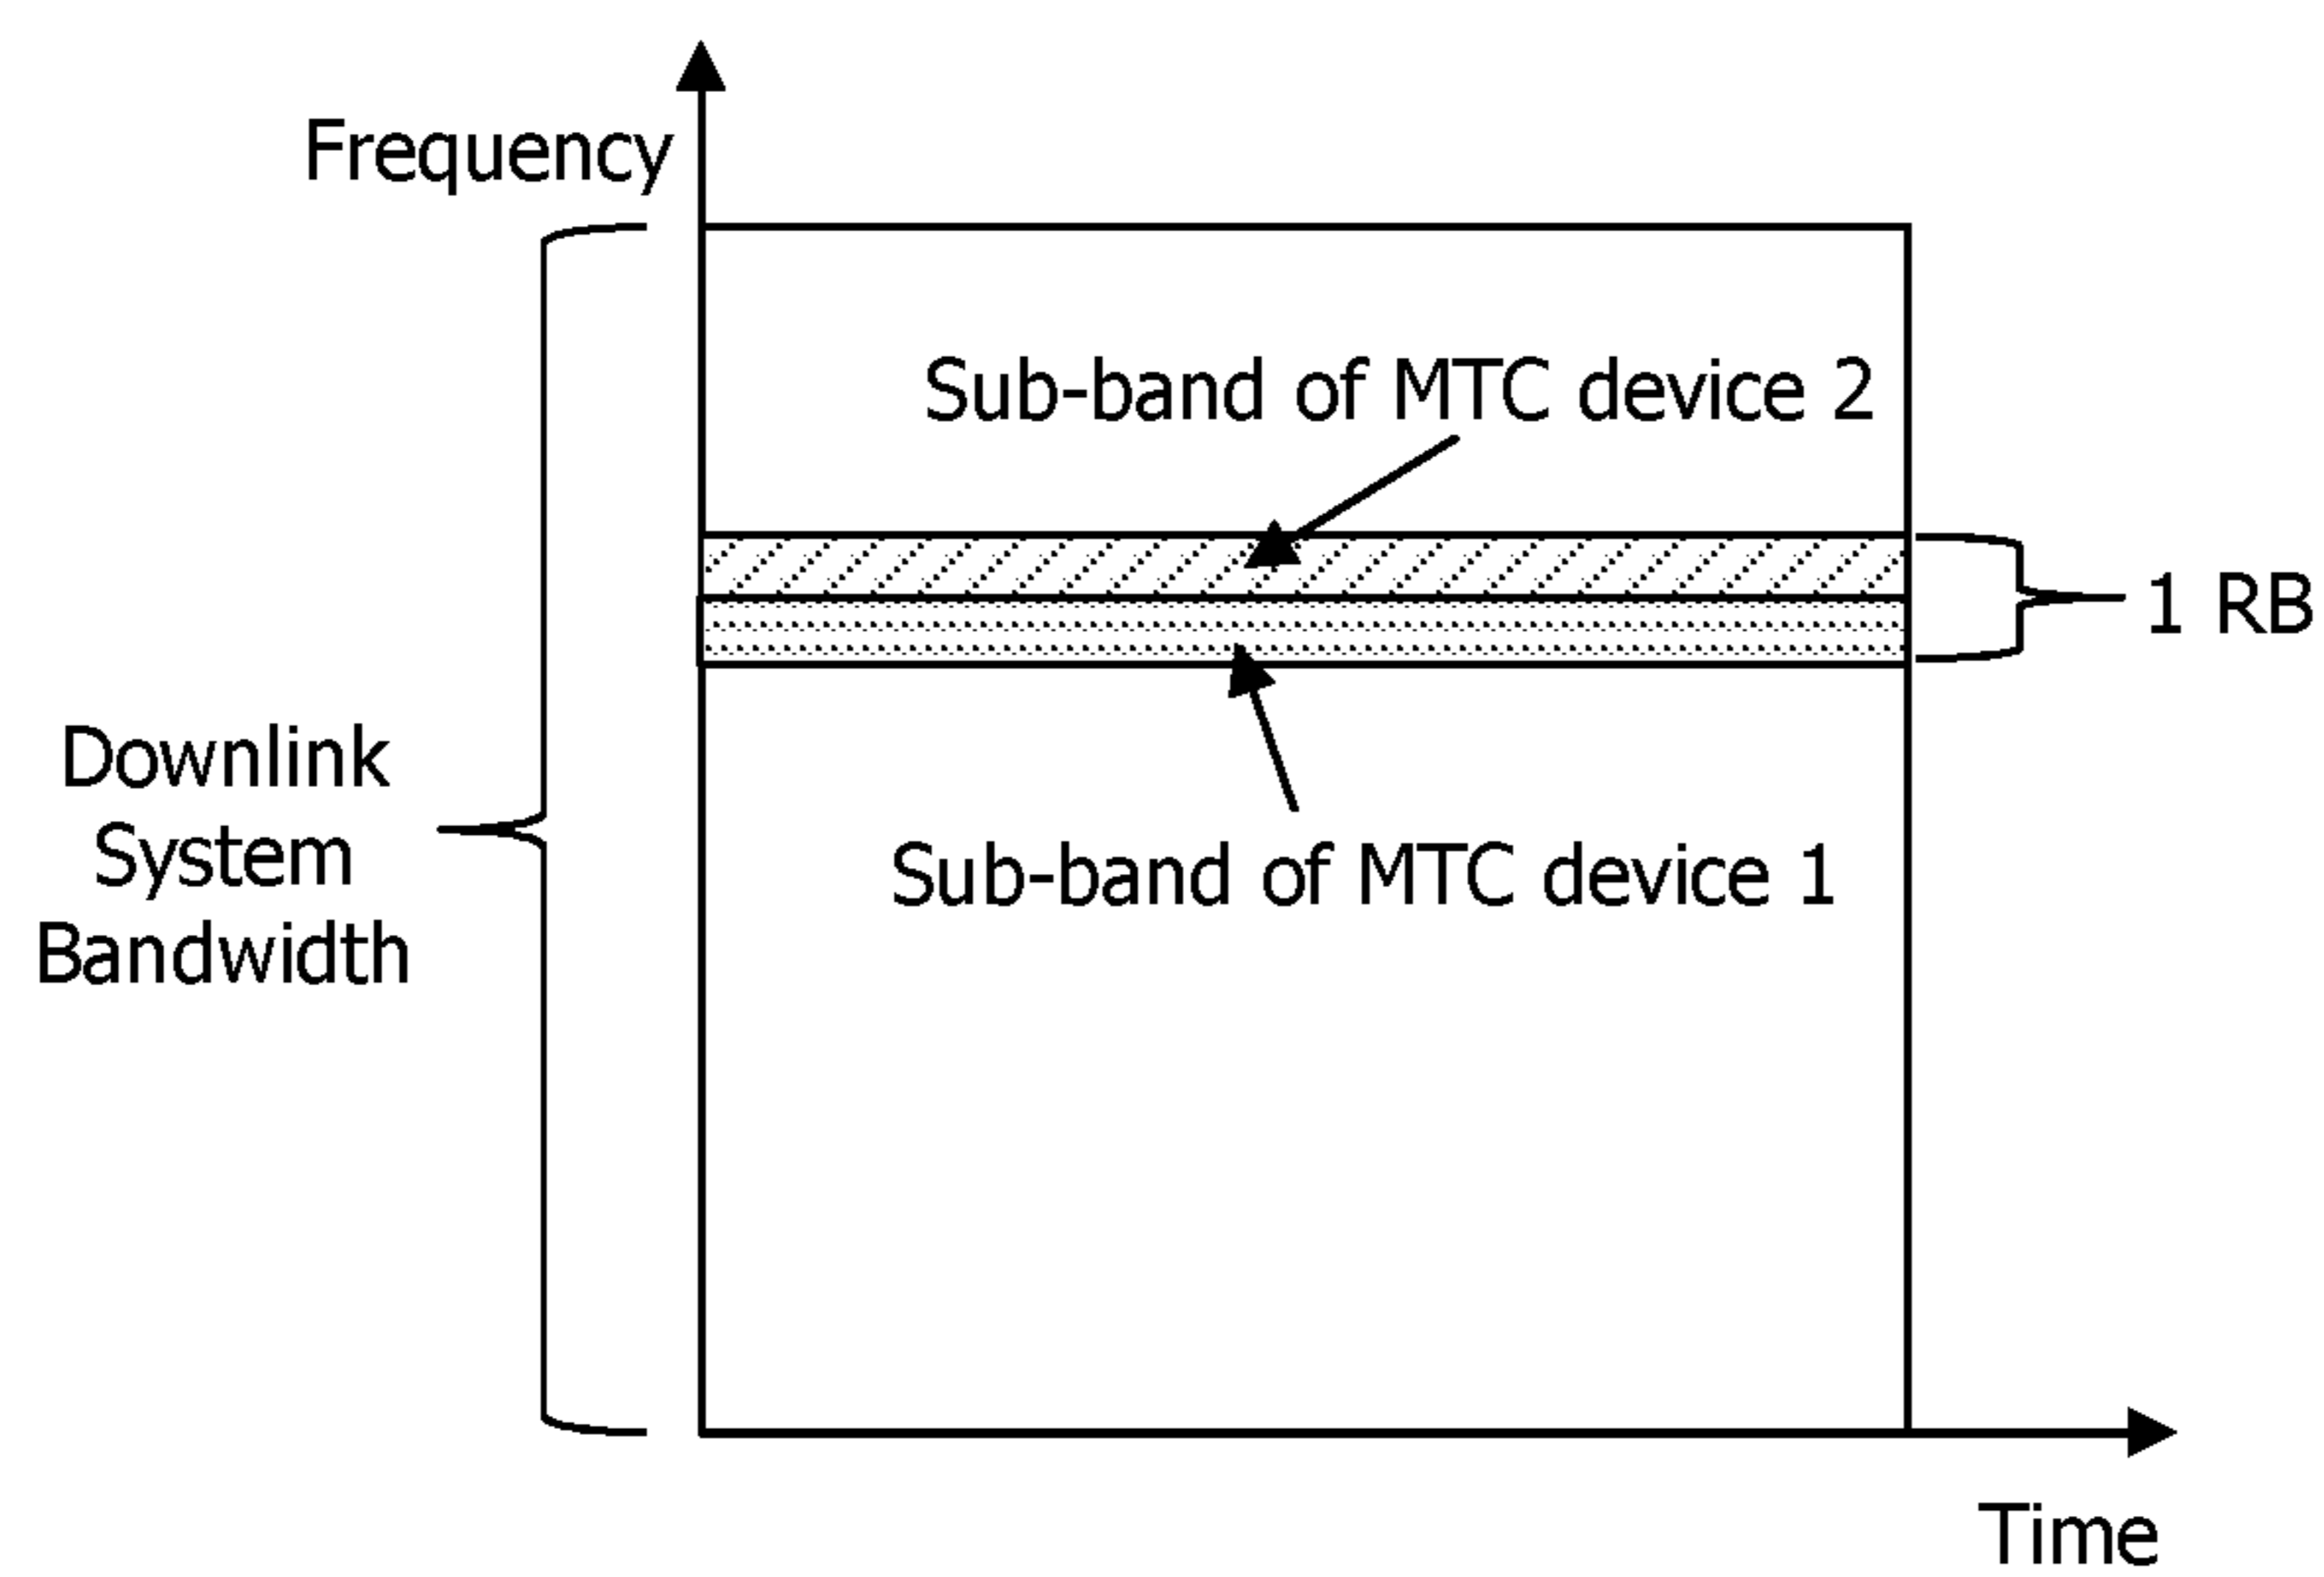 Frequency
Sub-band of MTC device 2
1 RB
Downlink
System
Bandwidth
Sub-band of MTC device 1
Time